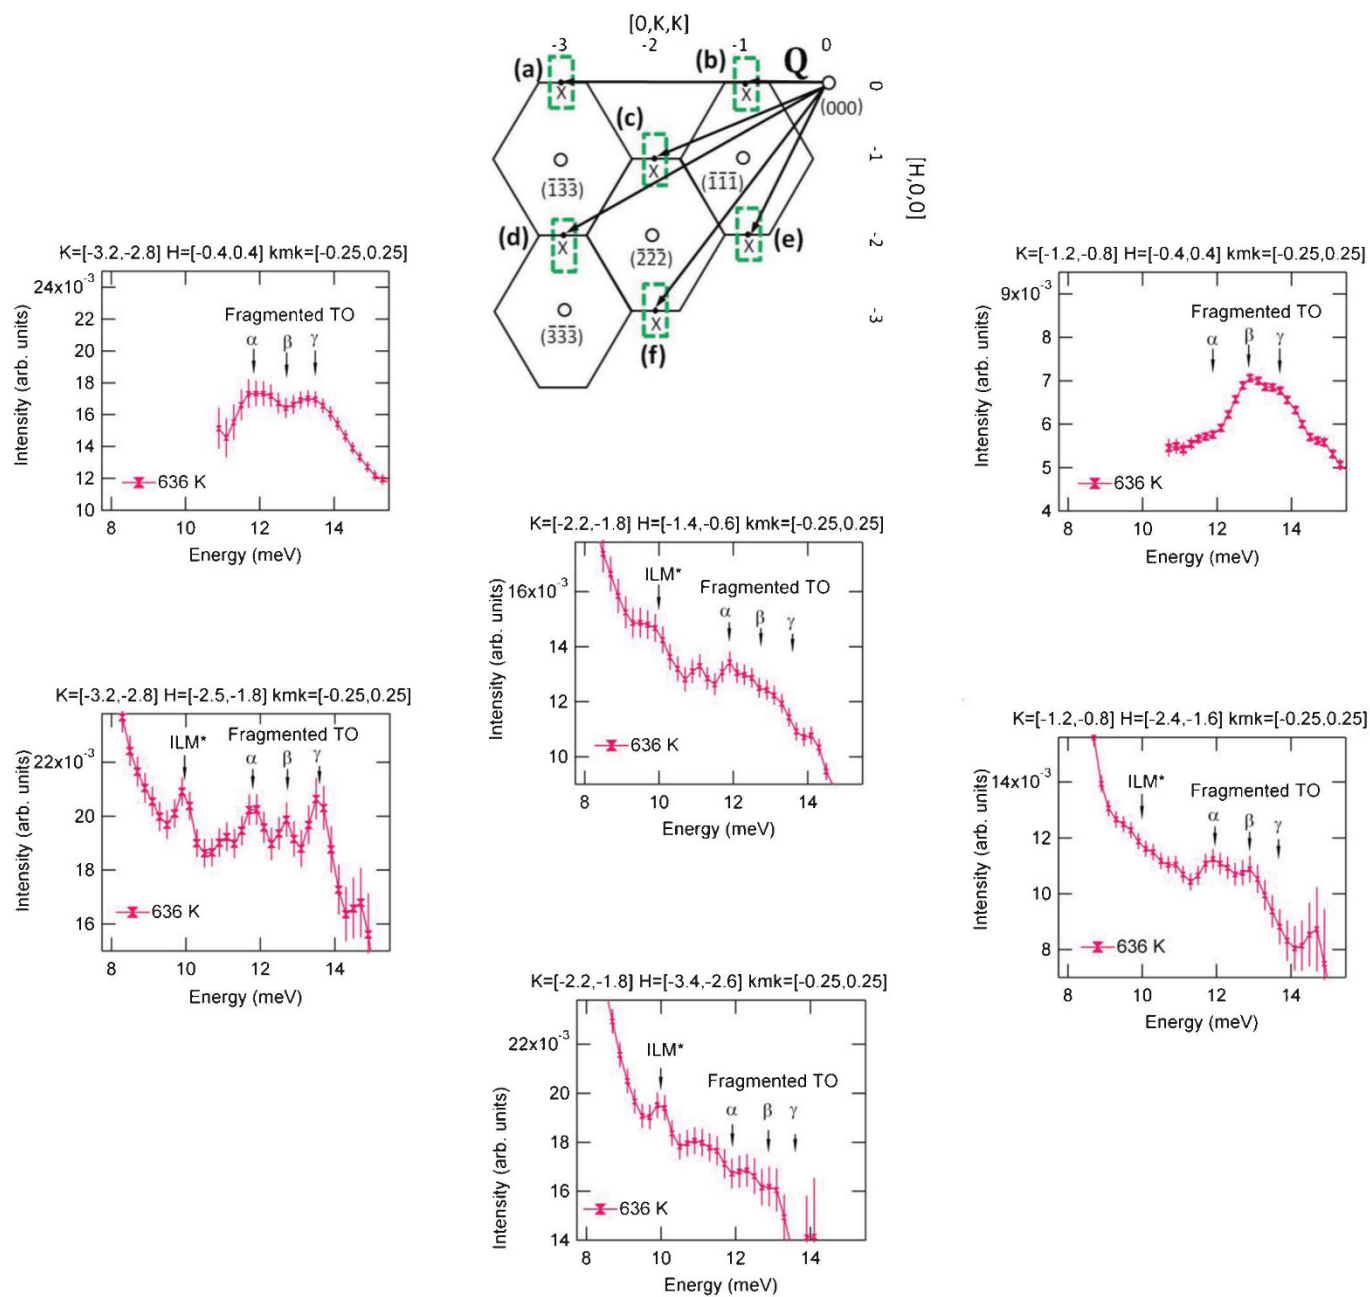 [0,K,K]
-3 -2 -1 0
(a) (b) Q
X X 0
(000)
(c)
X -1
(1̅3̅3̅) (1̅1̅1̅)
[H,0,0]
(d) X X (e) -2
(2̅2̅2̅)
(3̅3̅3̅) X -3
(f)
K=[-3.2,-2.8] H=[-0.4,0.4] kmk=[-0.25,0.25]
Intensity (arb. units)
24x10⁻³
22
20
18
16
14
12
10
Fragmented TO
α β γ
636 K
8 10 12 14
Energy (meV)
K=[-1.2,-0.8] H=[-0.4,0.4] kmk=[-0.25,0.25]
Intensity (arb. units)
9x10⁻³
8
7
6
5
4
Fragmented TO
α β γ
636 K
8 10 12 14
Energy (meV)
K=[-2.2,-1.8] H=[-1.4,-0.6] kmk=[-0.25,0.25]
Intensity (arb. units)
16x10⁻³
14
12
10
ILM*
Fragmented TO
α β γ
636 K
8 10 12 14
Energy (meV)
K=[-3.2,-2.8] H=[-2.5,-1.8] kmk=[-0.25,0.25]
Intensity (arb. units)
22x10⁻³
20
18
16
ILM*
Fragmented TO
α β γ
636 K
8 10 12 14
Energy (meV)
K=[-1.2,-0.8] H=[-2.4,-1.6] kmk=[-0.25,0.25]
Intensity (arb. units)
14x10⁻³
12
10
8
ILM*
Fragmented TO
α β γ
636 K
8 10 12 14
Energy (meV)
K=[-2.2,-1.8] H=[-3.4,-2.6] kmk=[-0.25,0.25]
Intensity (arb. units)
22x10⁻³
20
18
16
14
ILM*
Fragmented TO
α β γ
636 K
8 10 12 14
Energy (meV)